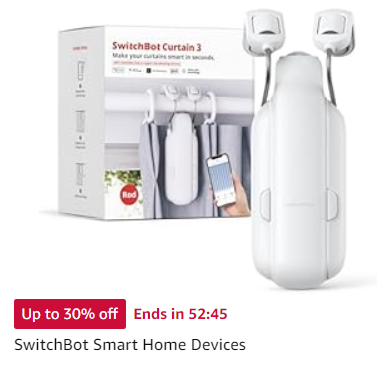 SwitchBot Curtain 3
Make your curtains smart in seconds.
Rod
Up to 30% off
Ends in 52:45
SwitchBot Smart Home Devices